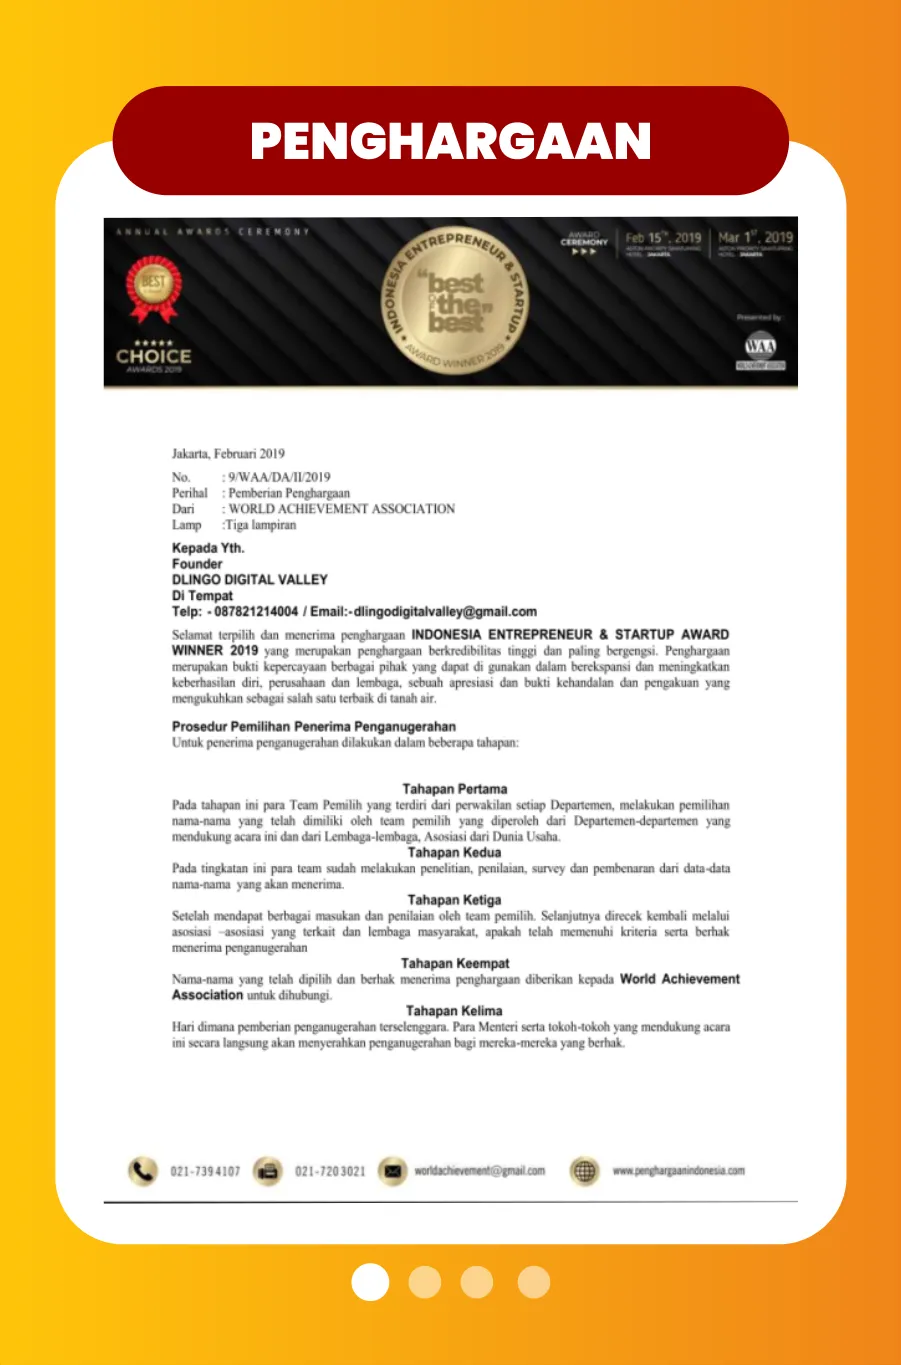 PENGHARGAAN
ANNUAL AWARDS CEREMONY
AWARD
CEREMONY
Feb 15TH, 2019
HOTEL, JAKARTA
Mar 1ST, 2019
HOTEL, JAKARTA
BEST
CHOICE
AWARDS 2019
INDONESIA ENTREPRENEUR & STARTUP
"best
OF
the"
best
AWARD WINNER 2019
Presented by :
WAA
Jakarta, Februari 2019
No. : 9/WAA/DA/II/2019
Perihal : Pemberian Penghargaan
Dari : WORLD ACHIEVEMENT ASSOCIATION
Lamp :Tiga lampiran
Kepada Yth.
Founder
DLINGO DIGITAL VALLEY
Di Tempat
Telp: - 087821214004 / Email:-dlingodigitalvalley@gmail.com
Selamat terpilih dan menerima penghargaan INDONESIA ENTREPRENEUR & STARTUP AWARD
WINNER 2019 yang merupakan penghargaan berkredibilitas tinggi dan paling bergengsi. Penghargaan
merupakan bukti kepercayaan berbagai pihak yang dapat di gunakan dalam berekspansi dan meningkatkan
keberhasilan diri, perusahaan dan lembaga, sebuah apresiasi dan bukti kehandalan dan pengakuan yang
mengukuhkan sebagai salah satu terbaik di tanah air.
Prosedur Pemilihan Penerima Penganugerahan
Untuk penerima penganugerahan dilakukan dalam beberapa tahapan:
Tahapan Pertama
Pada tahapan ini para Team Pemilih yang terdiri dari perwakilan setiap Departemen, melakukan pemilihan
nama-nama yang telah dimiliki oleh team pemilih yang diperoleh dari Departemen-departemen yang
mendukung acara ini dan dari Lembaga-lembaga, Asosiasi dari Dunia Usaha.
Tahapan Kedua
Pada tingkatan ini para team sudah melakukan penelitian, penilaian, survey dan pembenaran dari data-data
nama-nama yang akan menerima.
Tahapan Ketiga
Setelah mendapat berbagai masukan dan penilaian oleh team pemilih. Selanjutnya direcek kembali melalui
asosiasi –asosiasi yang terkait dan lembaga masyarakat, apakah telah memenuhi kriteria serta berhak
menerima penganugerahan
Tahapan Keempat
Nama-nama yang telah dipilih dan berhak menerima penghargaan diberikan kepada World Achievement
Association untuk dihubungi.
Tahapan Kelima
Hari dimana pemberian penganugerahan terselenggara. Para Menteri serta tokoh-tokoh yang mendukung acara
ini secara langsung akan menyerahkan penganugerahan bagi mereka-mereka yang berhak.
021-739 4107
021-720 3021
worldachievement@gmail.com
www.penghargaanindonesia.com